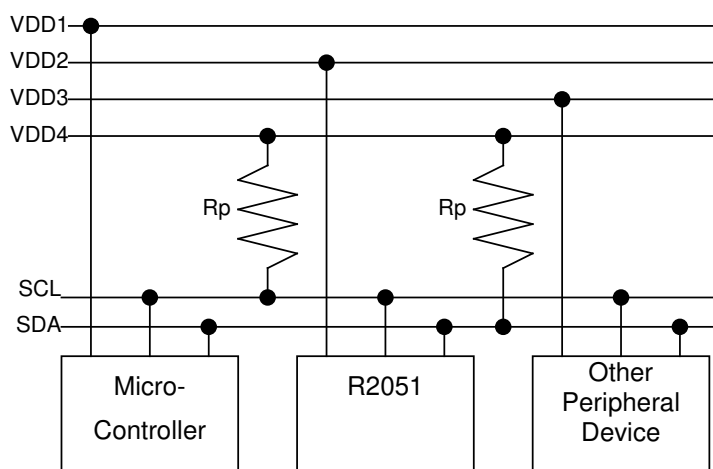 VDD1
VDD2
VDD3
VDD4
Rp
Rp
SCL
SDA
Micro-
Controller
R2051
Other
Peripheral
Device